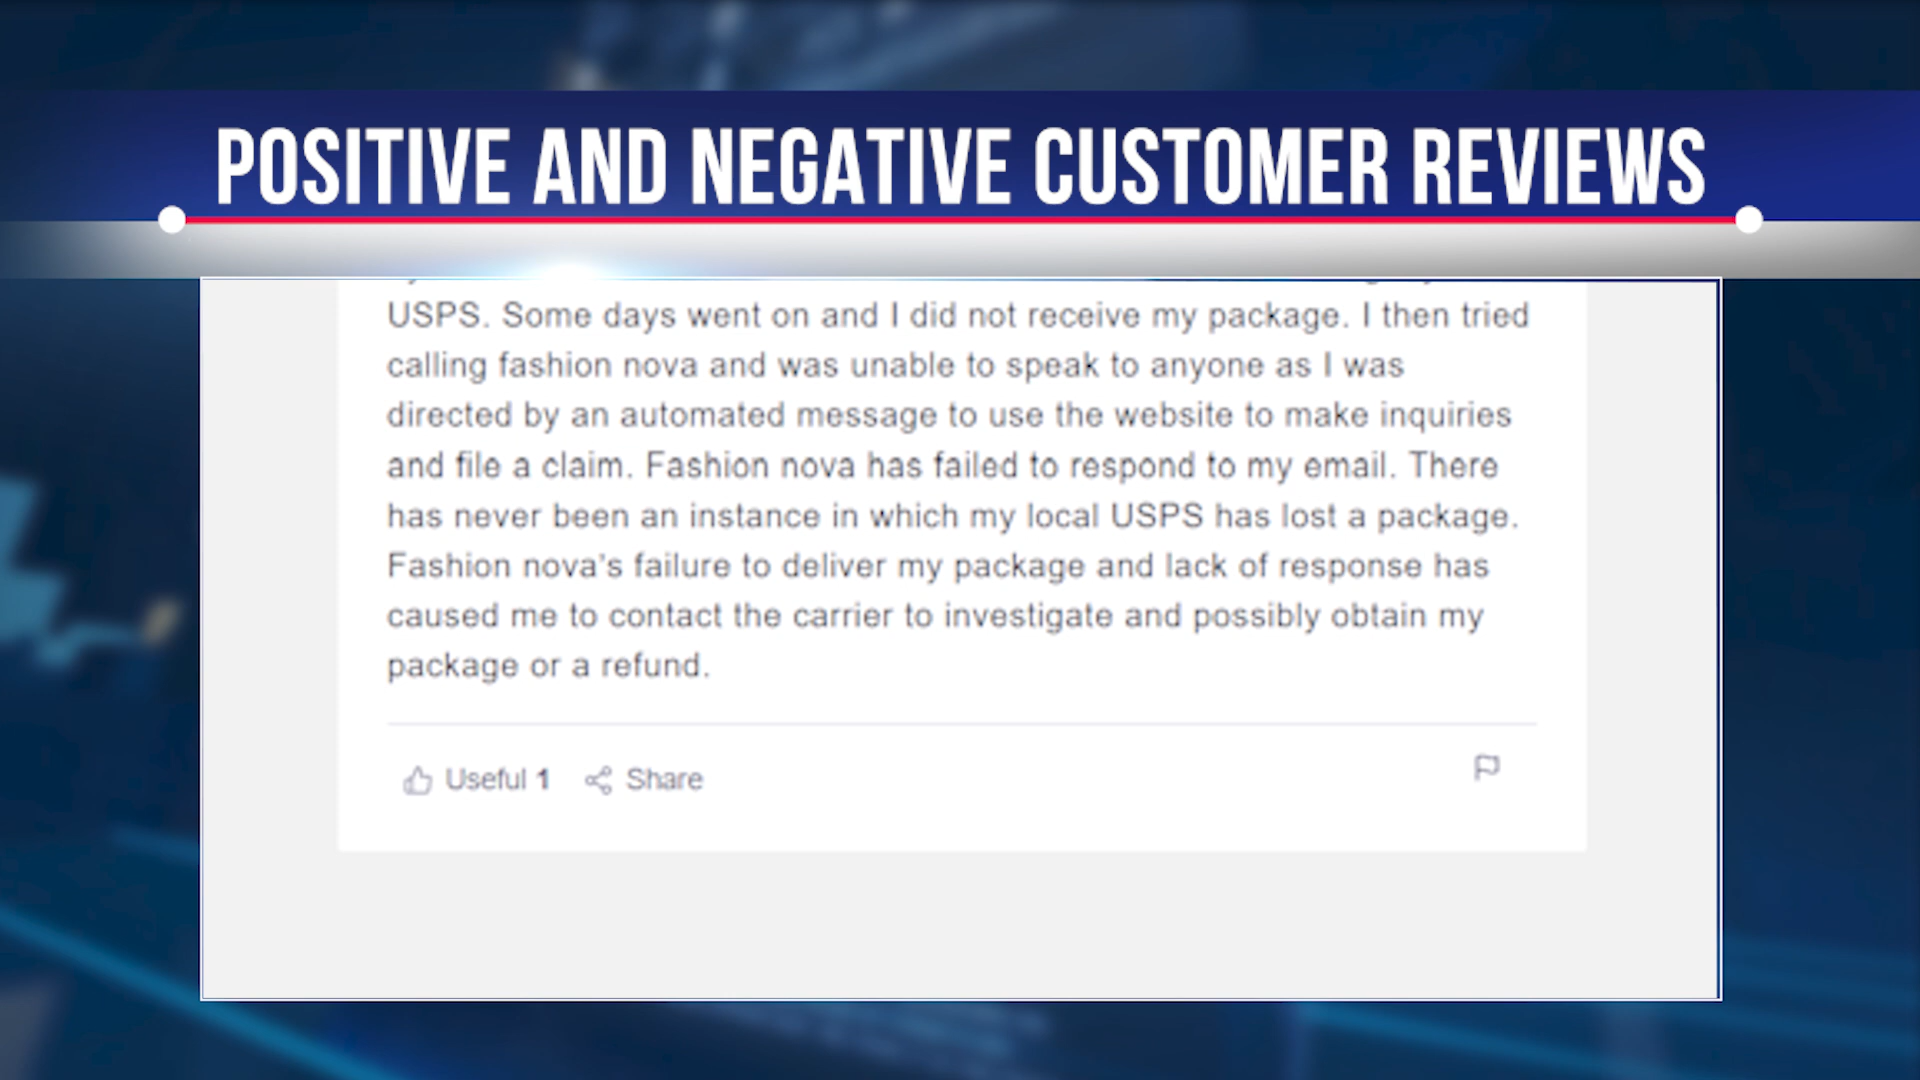 POSITIVE AND NEGATIVE CUSTOMER REVIEWS
USPS. Some days went on and I did not receive my package. I then tried
calling fashion nova and was unable to speak to anyone as I was
directed by an automated message to use the website to make inquiries
and file a claim. Fashion nova has failed to respond to my email. There
has never been an instance in which my local USPS has lost a package.
Fashion nova's failure to deliver my package and lack of response has
caused me to contact the carrier to investigate and possibly obtain my
package or a refund.
Useful 1 Share